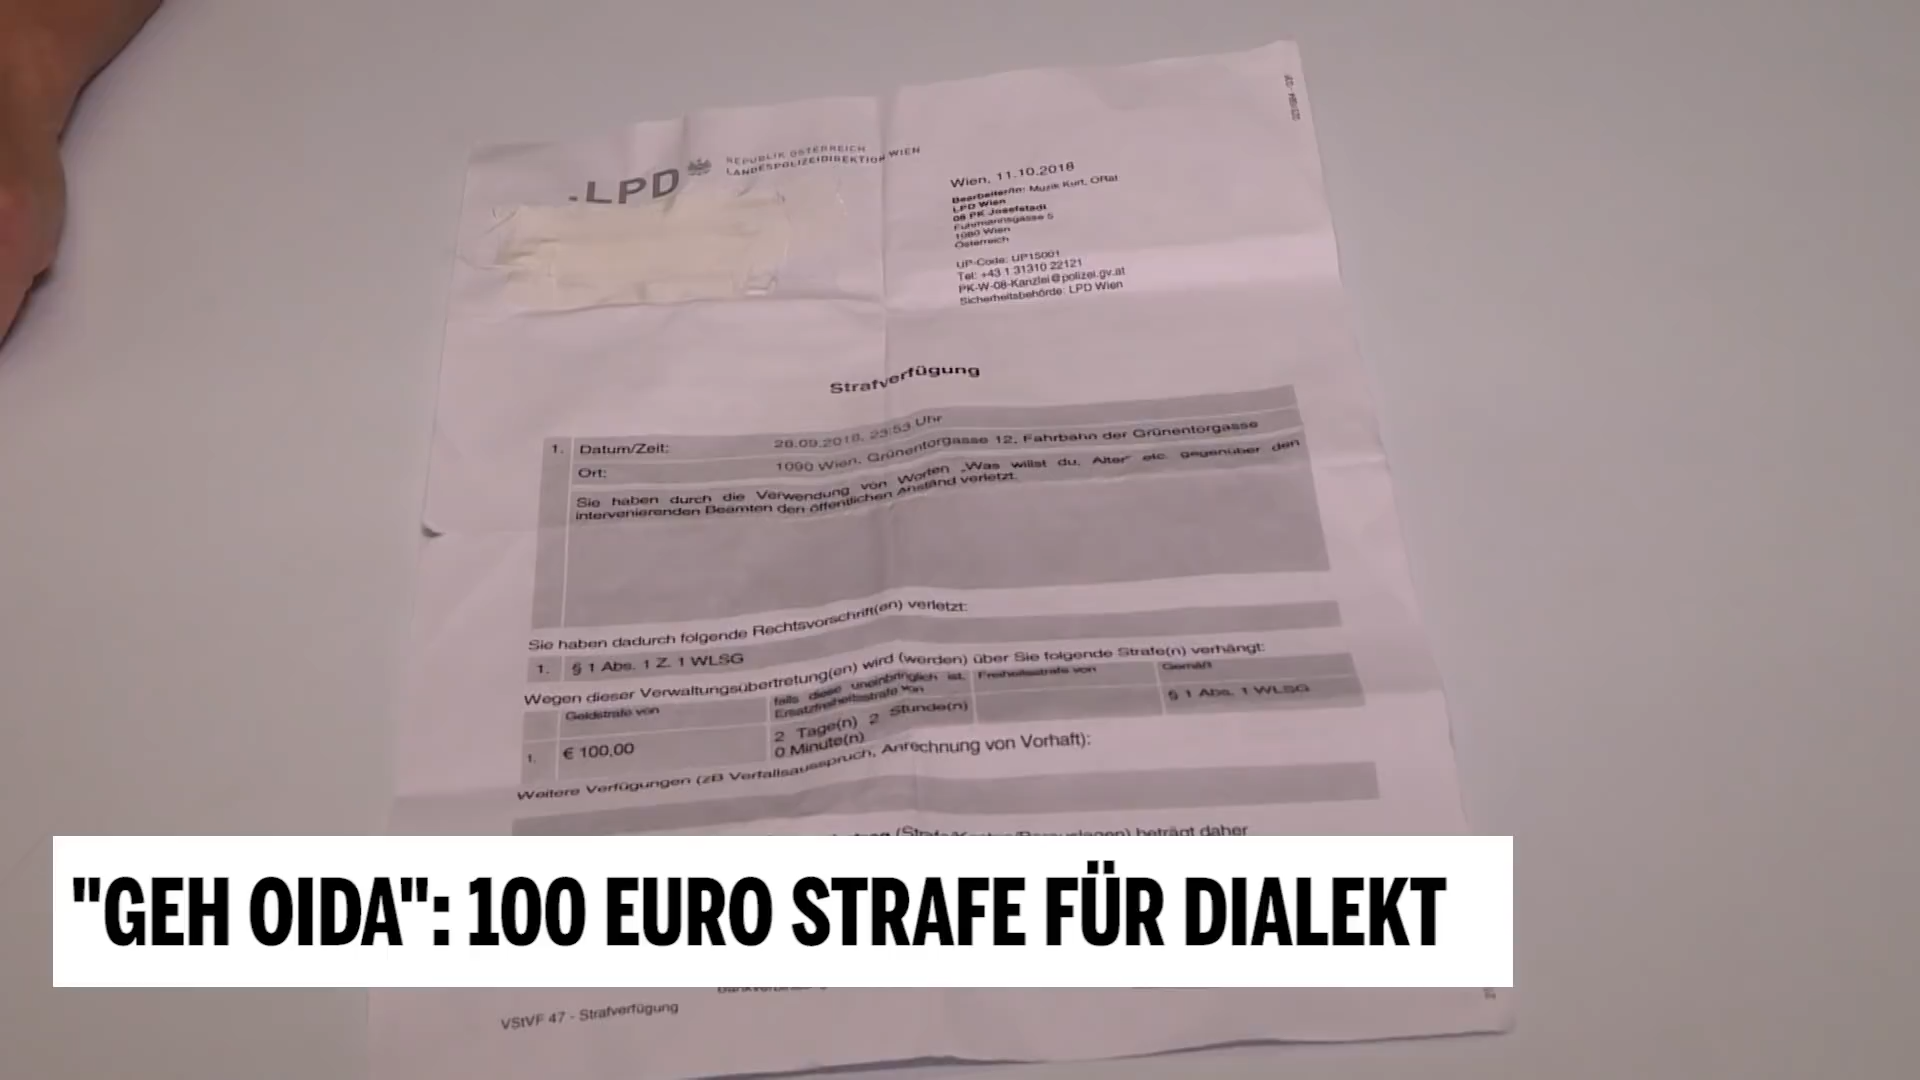 LPD
REPUBLIK ÖSTERREICH
LANDESPOLIZEIDIREKTION WIEN
Wien, 11.10.2018
Bearbeiter/in: Muzik Kurt, ORat
LPD Wien
08 PK Josefstadt
Fuhrmannsgasse 5
1080 Wien
Österreich
UP-Code: UP15001
Tel: +43 1 31310 22121
PK-W-08-Kanzlei@polizei.gv.at
Sicherheitsbehörde: LPD Wien
Strafverfügung
1. Datum/Zeit: 28.09.2018, 23:53 Uhr
Ort: 1090 Wien, Grünentorgasse 12, Fahrbahn der Grünentorgasse
Sie haben durch die Verwendung von Worten „Was willst du, Alter" etc. gegenüber den
intervenierenden Beamten den öffentlichen Anstand verletzt.
Sie haben dadurch folgende Rechtsvorschrift(en) verletzt:
1. § 1 Abs. 1 Z. 1 WLSG
Wegen dieser Verwaltungsübertretung(en) wird (werden) über Sie folgende Strafe(n) verhängt:
Geldstrafe von
falls diese uneinbringlich ist,
Ersatzfreiheitsstrafe von
Freiheitsstrafe von
Gemäß
1. € 100,00
2 Tage(n) 2 Stunde(n)
0 Minute(n)
§ 1 Abs. 1 WLSG
Weitere Verfügungen (zB Verfallsausspruch, Anrechnung von Vorhaft):
beträgt daher
"GEH OIDA": 100 EURO STRAFE FÜR DIALEKT
VStVF 47 - Strafverfügung